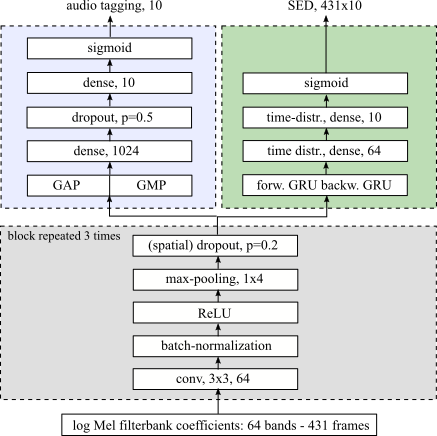 audio tagging, 10
SED, 431x10
sigmoid
dense, 10
dropout, p=0.5
dense, 1024
GAP
GMP
sigmoid
time-distr., dense, 10
time distr., dense, 64
forw. GRU backw. GRU
block repeated 3 times
(spatial) dropout, p=0.2
max-pooling, 1x4
ReLU
batch-normalization
conv, 3x3, 64
log Mel filterbank coefficients: 64 bands - 431 frames